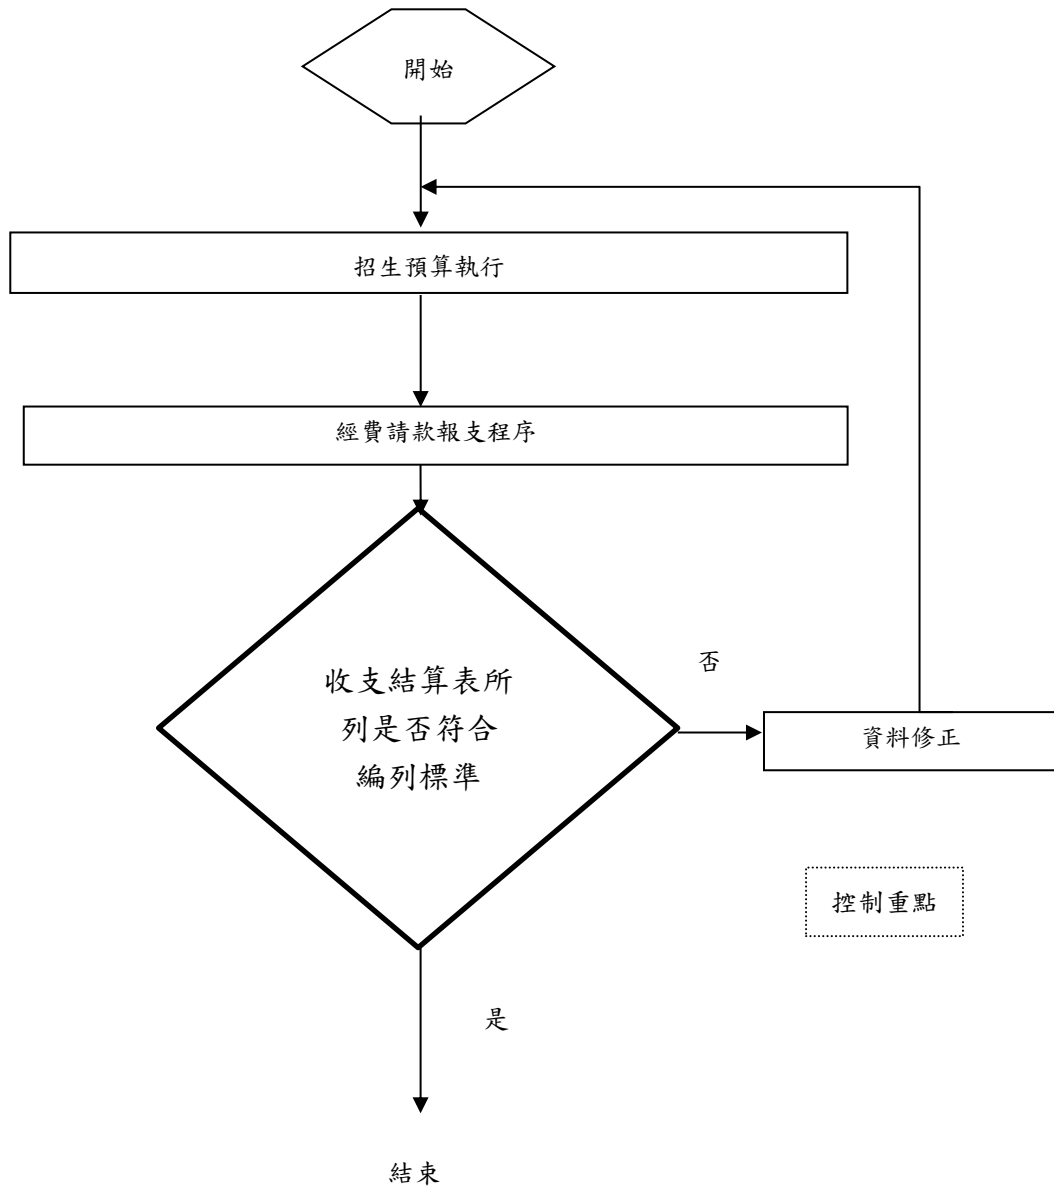 開始
招生預算執行
經費請款報支程序
收支結算表所
列是否符合
編列標準
否
資料修正
控制重點
是
結束